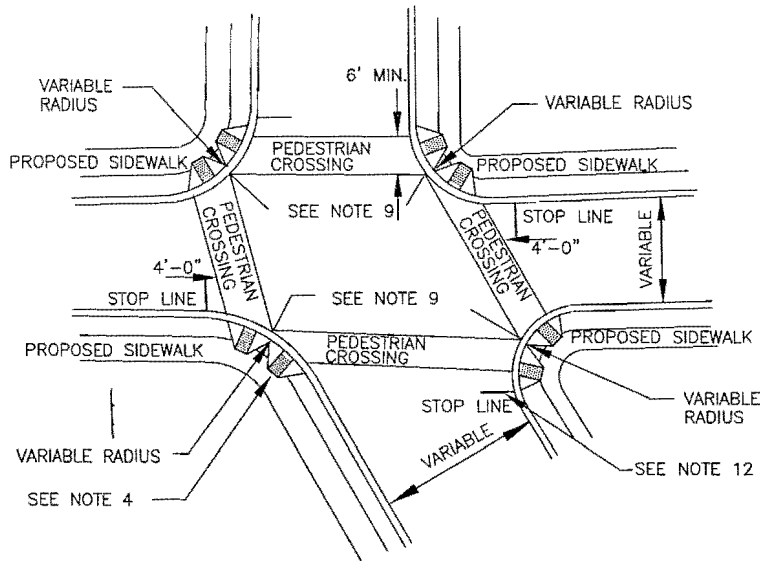 6' MIN.
VARIABLE
RADIUS
VARIABLE RADIUS
PROPOSED SIDEWALK
PEDESTRIAN
CROSSING
PROPOSED SIDEWALK
SEE NOTE 9
STOP LINE
4'-0"
PEDESTRIAN
CROSSING
PEDESTRIAN
CROSSING
VARIABLE
4'-0"
SEE NOTE 9
STOP LINE
PROPOSED SIDEWALK
PEDESTRIAN
CROSSING
PROPOSED SIDEWALK
STOP LINE
VARIABLE
RADIUS
VARIABLE
VARIABLE RADIUS
SEE NOTE 12
SEE NOTE 4